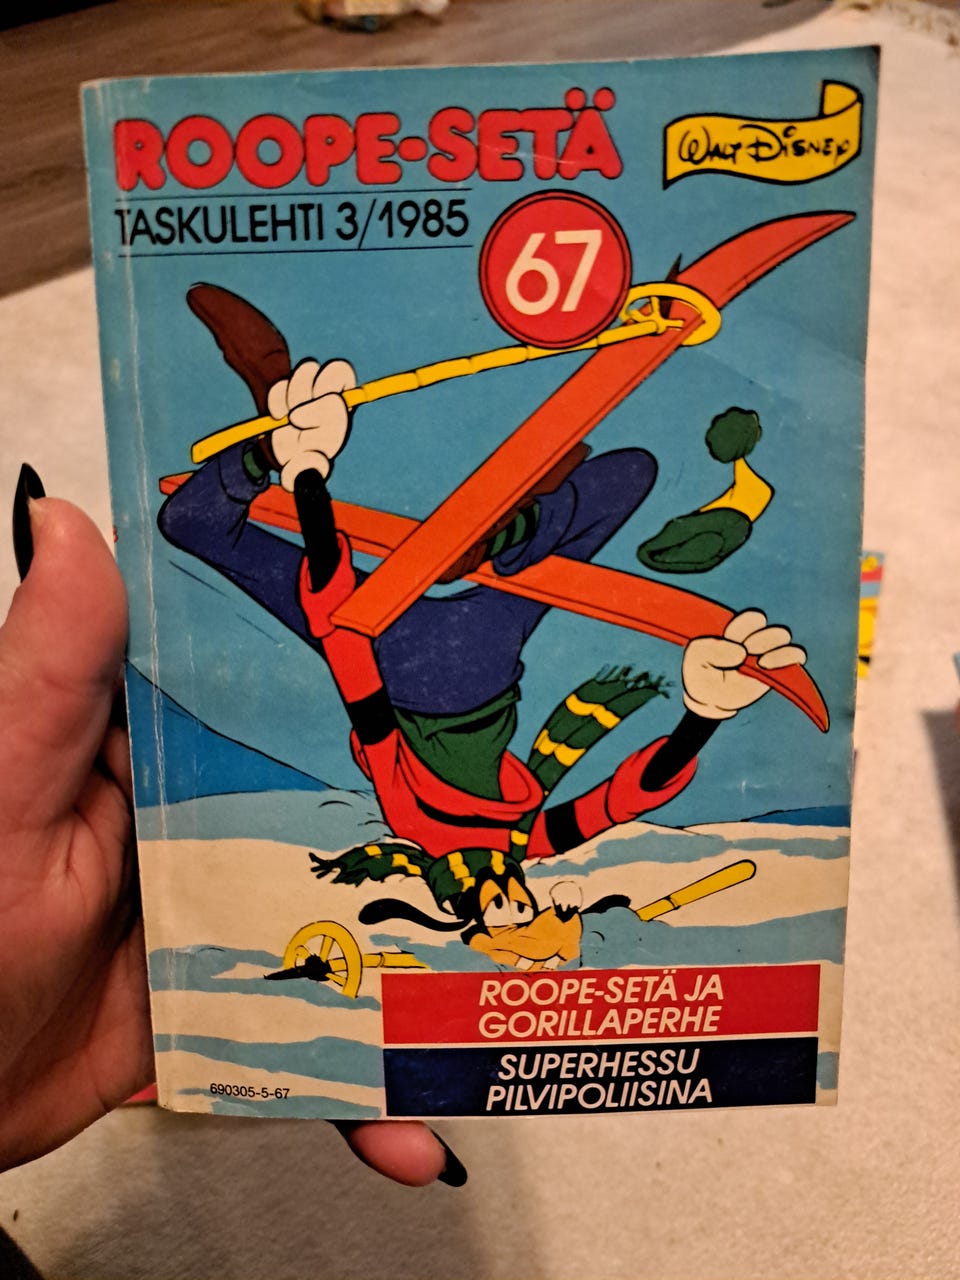 ROOPE-SETÄ
WALT DISNEY
TASKULEHTI 3/1985
67
ROOPE-SETÄ JA
GORILLAPERHE
SUPERHESSU
PILVIPOLIISINA
690305-5-67